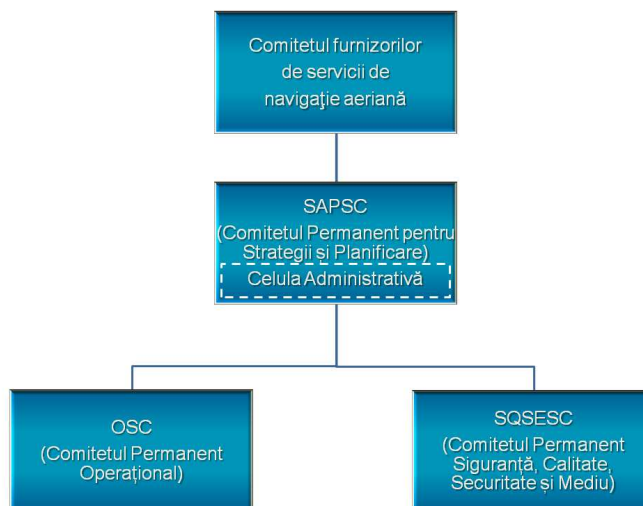 Comitetul furnizorilor
de servicii de
navigaţie aeriană
SAPSC
(Comitetul Permanent pentru
Strategii si Planificare)
Celula Administrativă
OSC
(Comitetul Permanent
Operațional)
SQSESC
(Comitetul Permanent
Siguranță, Calitate,
Securitate și Mediu)